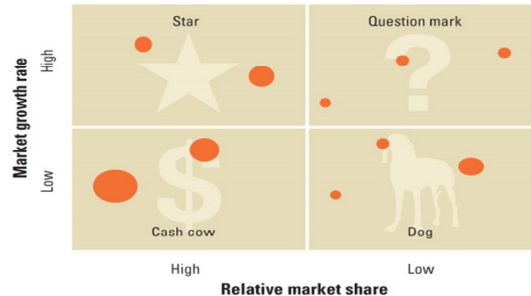 Star
Question mark
High
Market growth rate
Low
Cash cow
Dog
High
Low
Relative market share